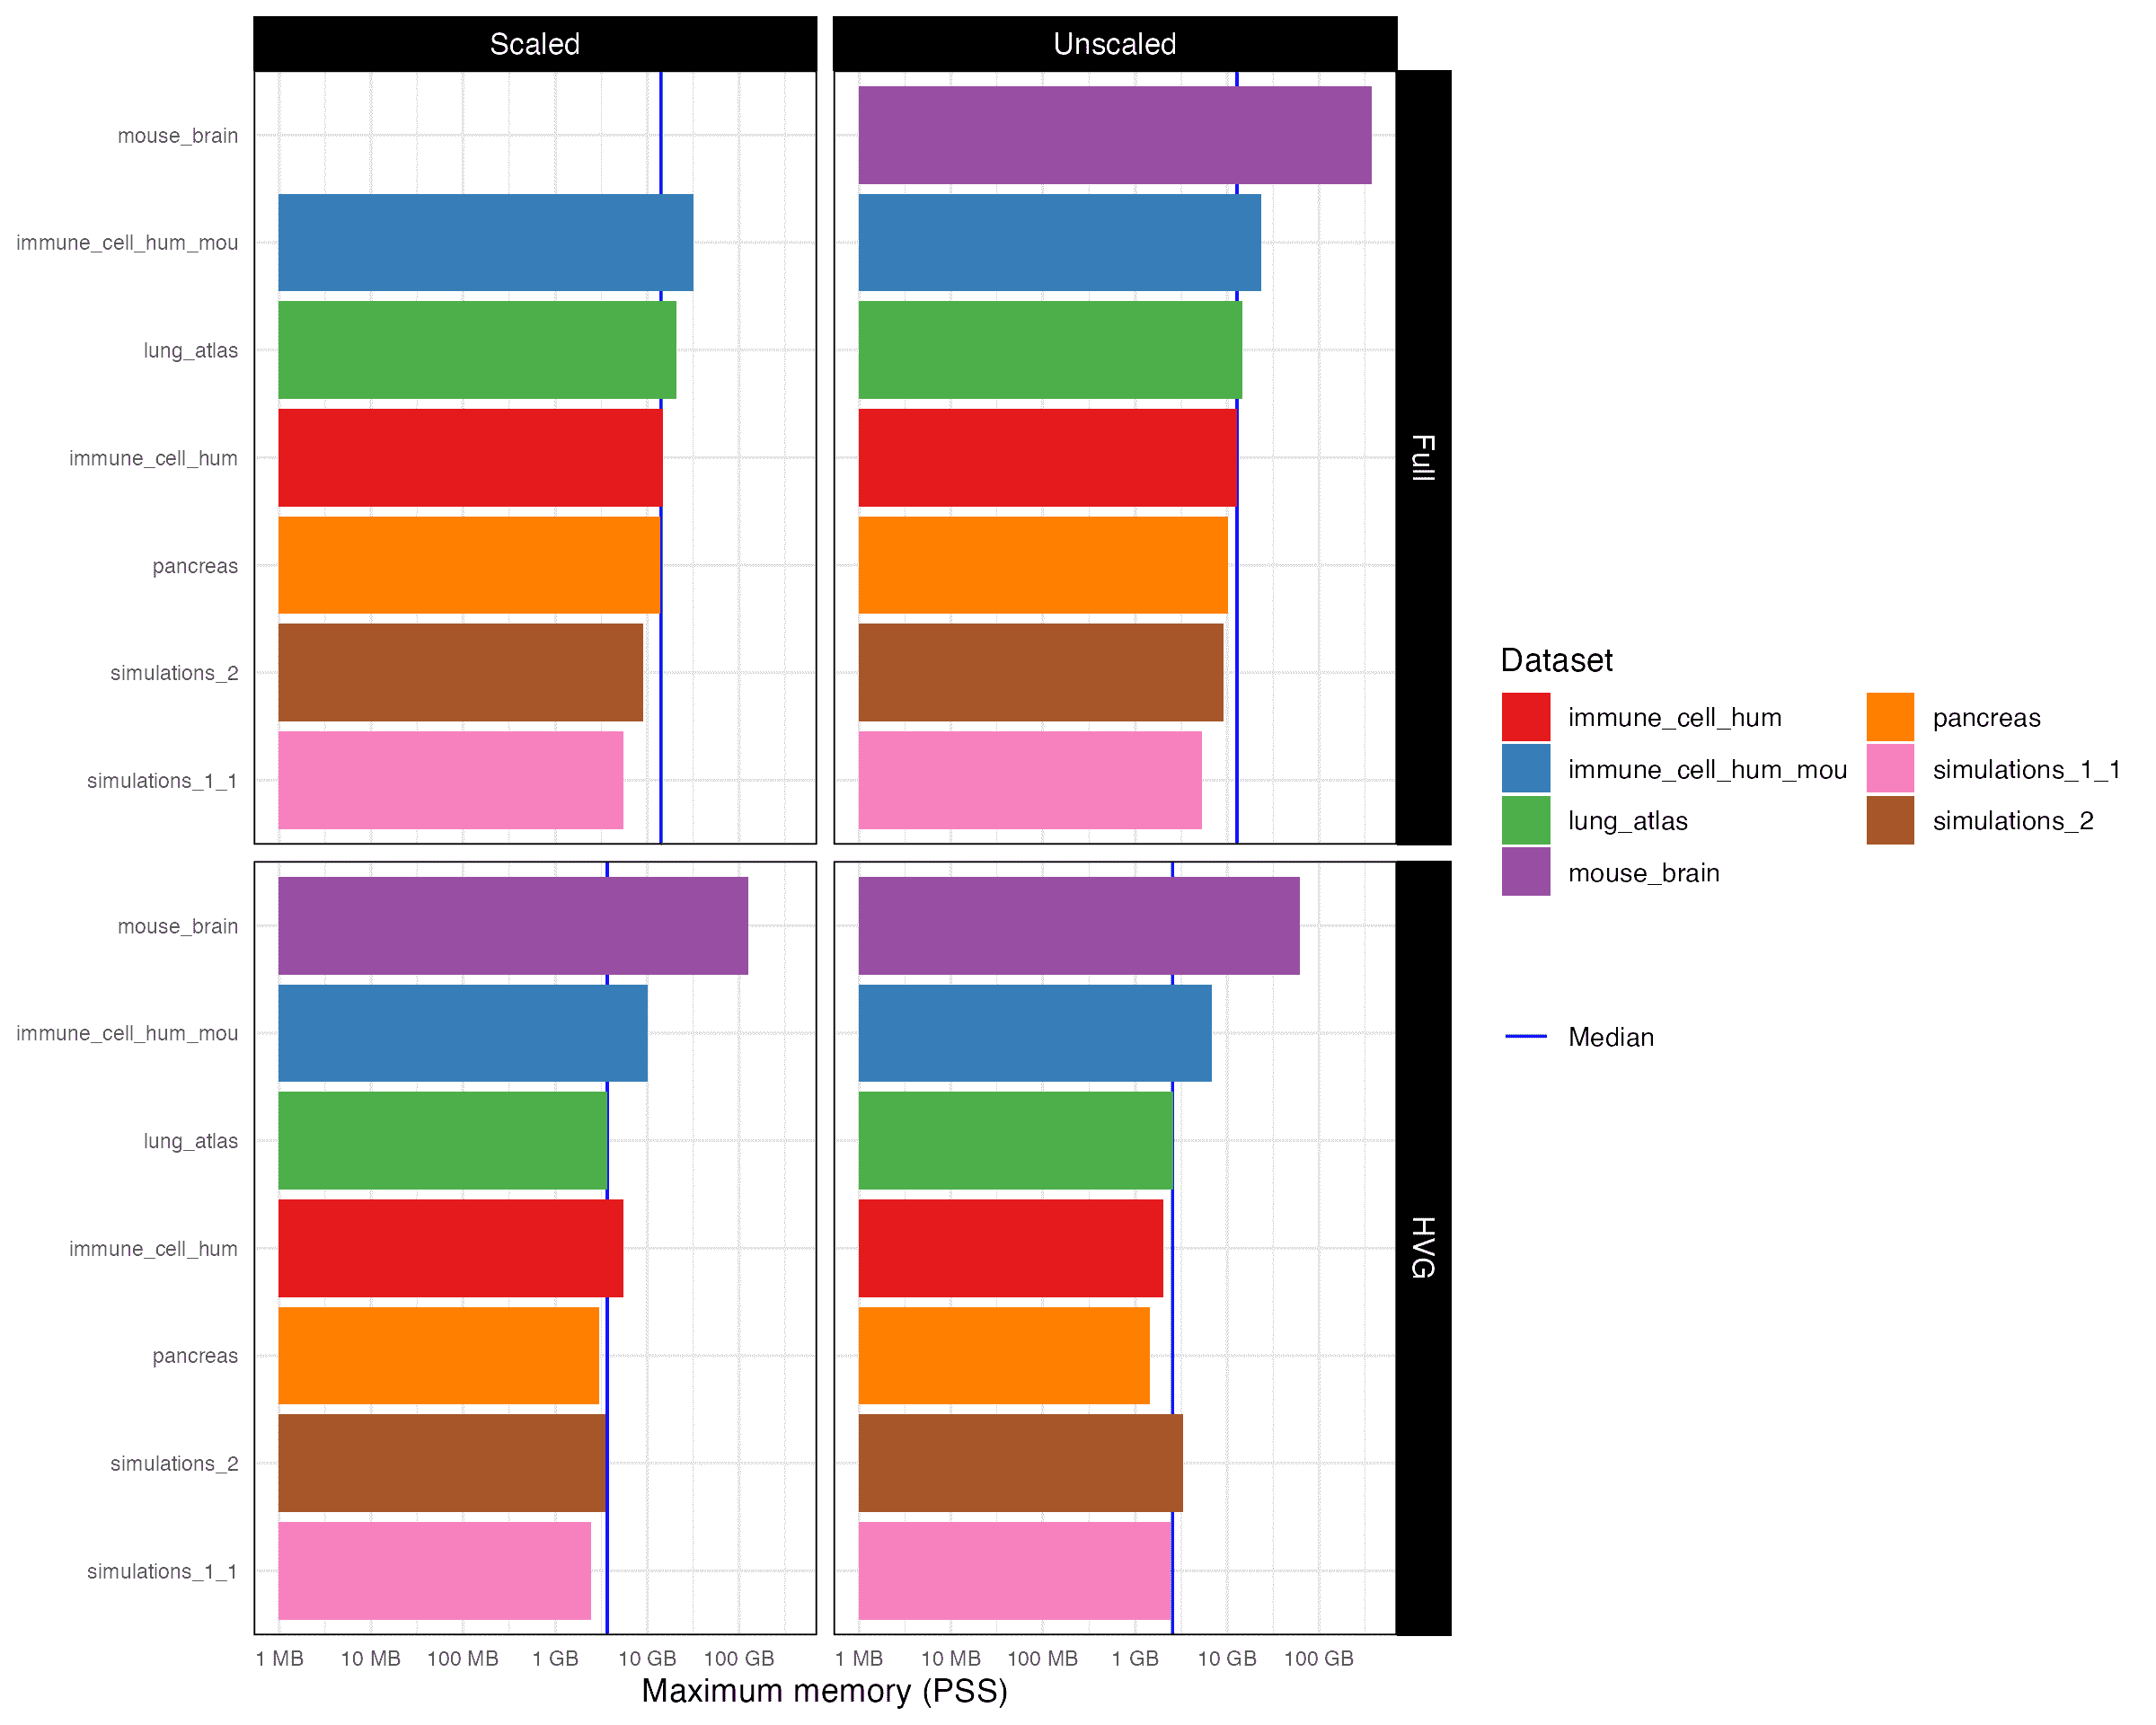 Scaled
Unscaled
mouse_brain
immune_cell_hum_mou
lung_atlas
immune_cell_hum
pancreas
simulations_2
simulations_1_1
Full
mouse_brain
immune_cell_hum_mou
lung_atlas
immune_cell_hum
pancreas
simulations_2
simulations_1_1
HVG
1 MB 10 MB 100 MB 1 GB 10 GB 100 GB
1 MB 10 MB 100 MB 1 GB 10 GB 100 GB
Maximum memory (PSS)
Dataset
immune_cell_hum
immune_cell_hum_mou
lung_atlas
mouse_brain
pancreas
simulations_1_1
simulations_2
Median